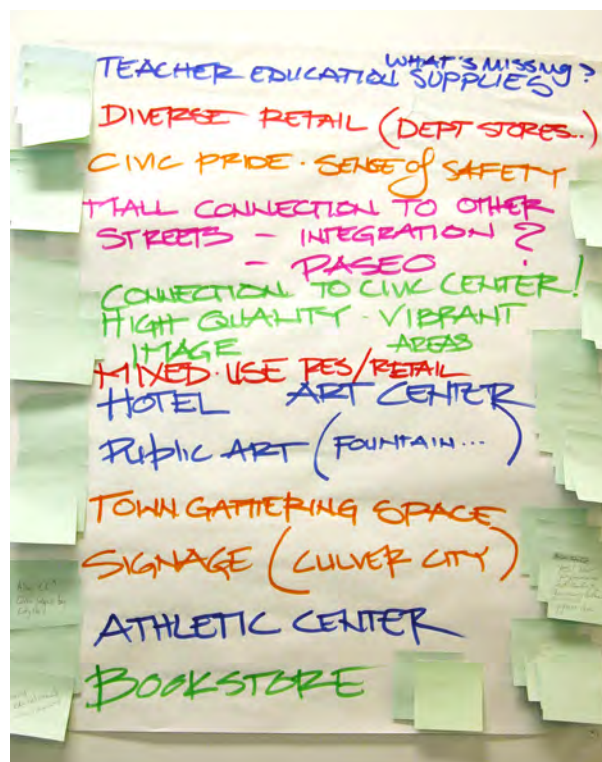 WHAT'S MISSING?
TEACHER EDUCATION SUPPLIES
DIVERSE RETAIL (DEPT STORES..)
CIVIC PRIDE · SENSE of SAFETY
MALL CONNECTION TO OTHER
STREETS - INTEGRATION ?
- PASEO
CONNECTION TO CIVIC CENTER!
HIGH QUALITY · VIBRANT
IMAGE AREAS
MIXED·USE RES/RETAIL
HOTEL ART CENTER
PUBLIC ART (FOUNTAIN...)
TOWN GATHERING SPACE
SIGNAGE (CULVER CITY)
ATHLETIC CENTER
BOOKSTORE